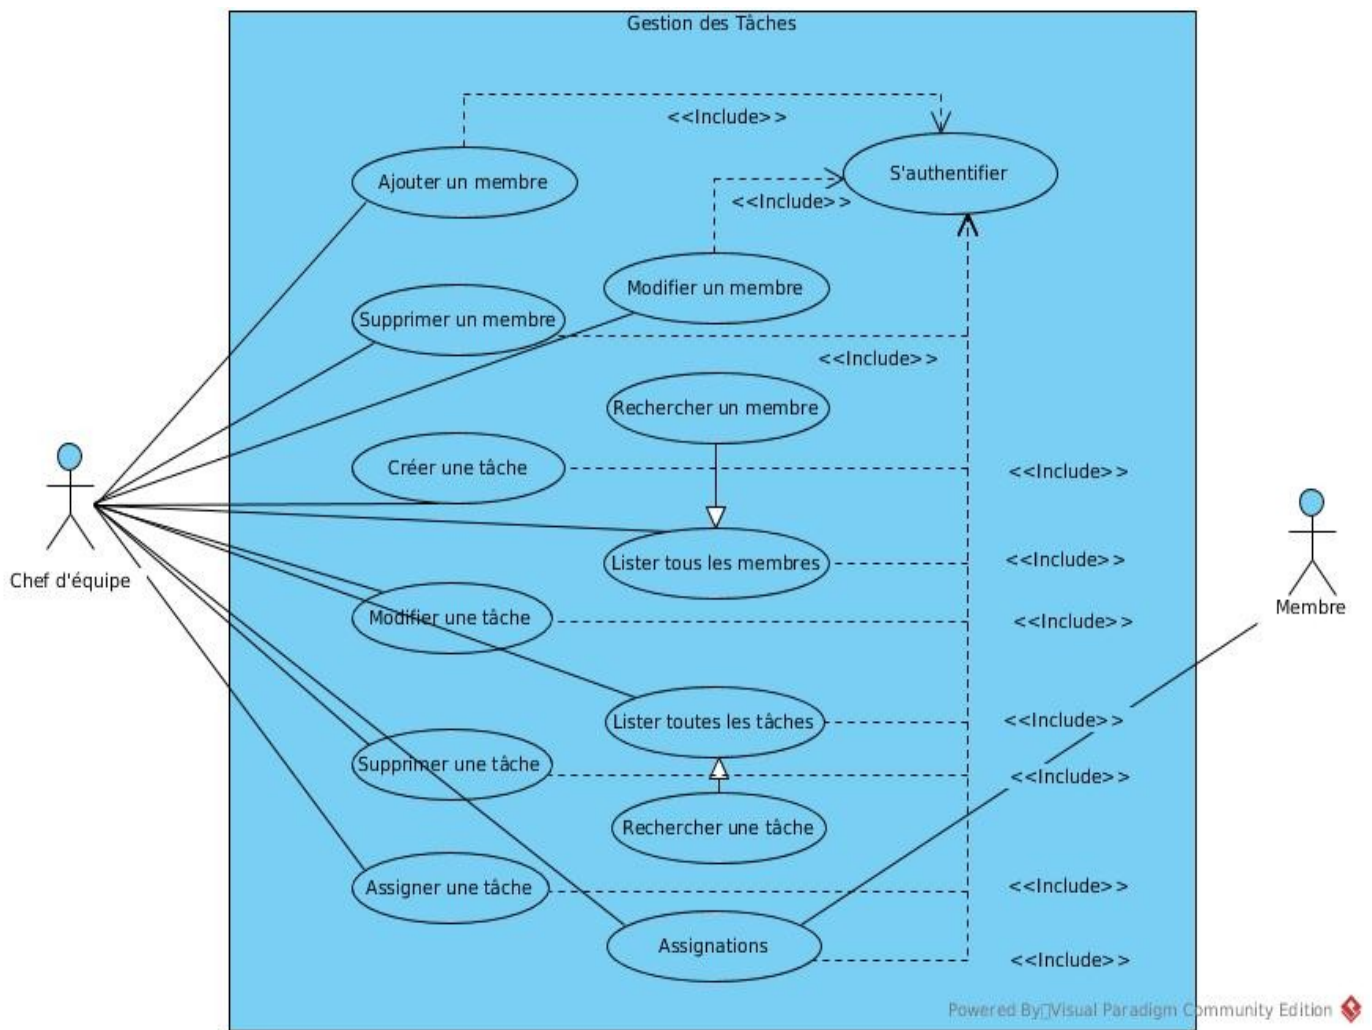 Gestion des Tâches
<<Include>>
S'authentifier
Ajouter un membre
<<Include>>
Modifier un membre
Supprimer un membre
<<Include>>
Rechercher un membre
Créer une tâche
<<Include>>
Lister tous les membres
<<Include>>
Chef d'équipe
Membre
Modifier une tâche
<<Include>>
Lister toutes les tâches
<<Include>>
Supprimer une tâche
<<Include>>
Rechercher une tâche
Assigner une tâche
<<Include>>
Assignations
<<Include>>
Powered By Visual Paradigm Community Edition